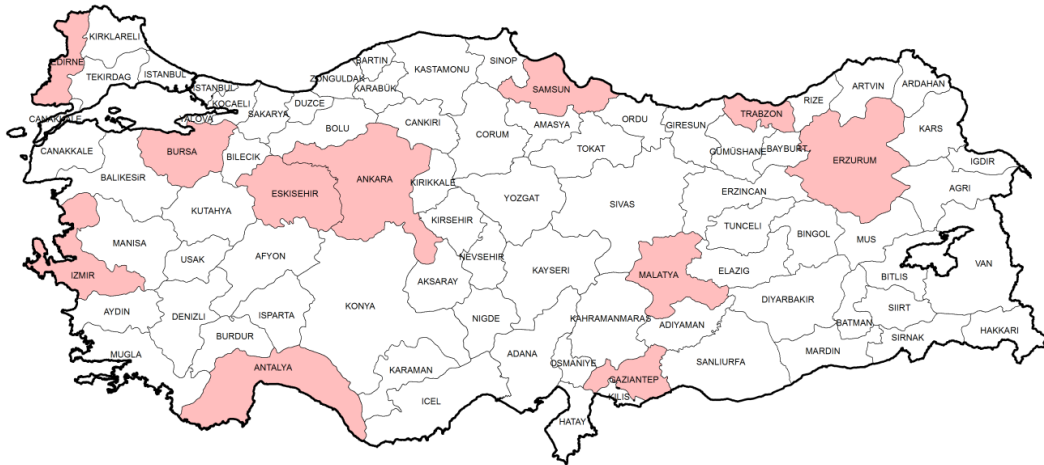 KIRKLARELI
EDIRNE
TEKIRDAG
ISTANBUL
ISTANBUL
KOCAELI
YALOVA
CANAKKALE
CANAKKALE
SAKARYA
DUZCE
ZONGULDAK
BARTIN
KARABÜK
KASTAMONU
SINOP
SAMSUN
BOLU
CANKIRI
CORUM
AMASYA
ORDU
TOKAT
GIRESUN
TRABZON
RIZE
ARTVIN
ARDAHAN
GÜMÜSHANE
BAYBURT
ERZURUM
KARS
IGDIR
AGRI
BALIKESiR
BURSA
BILECIK
ESKISEHIR
ANKARA
KIRIKKALE
YOZGAT
SIVAS
ERZINCAN
TUNCELI
BINGOL
MUS
KUTAHYA
KIRSEHIR
MANISA
USAK
AFYON
NEVSEHIR
KAYSERI
MALATYA
ELAZIG
BITLIS
VAN
IZMIR
AKSARAY
KONYA
DIYARBAKIR
SIIRT
AYDIN
DENIZLI
ISPARTA
BURDUR
NIGDE
KAHRAMANMARAS
ADIYAMAN
BATMAN
SIRNAK
HAKKARI
MUGLA
ANTALYA
KARAMAN
ADANA
OSMANIYE
GAZIANTEP
SANLIURFA
MARDIN
ICEL
KILIS
HATAY